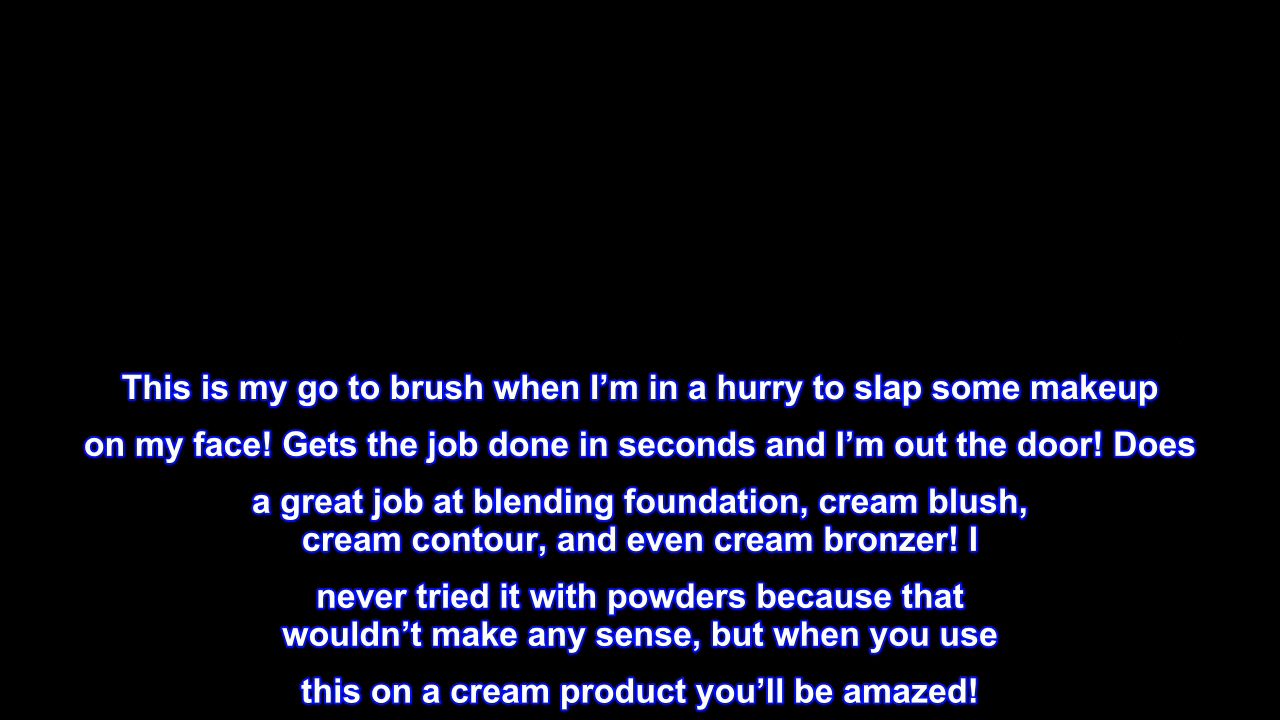 This is my go to brush when I’m in a hurry to slap some makeup
on my face! Gets the job done in seconds and I’m out the door! Does
a great job at blending foundation, cream blush,
cream contour, and even cream bronzer! I
never tried it with powders because that
wouldn’t make any sense, but when you use
this on a cream product you’ll be amazed!